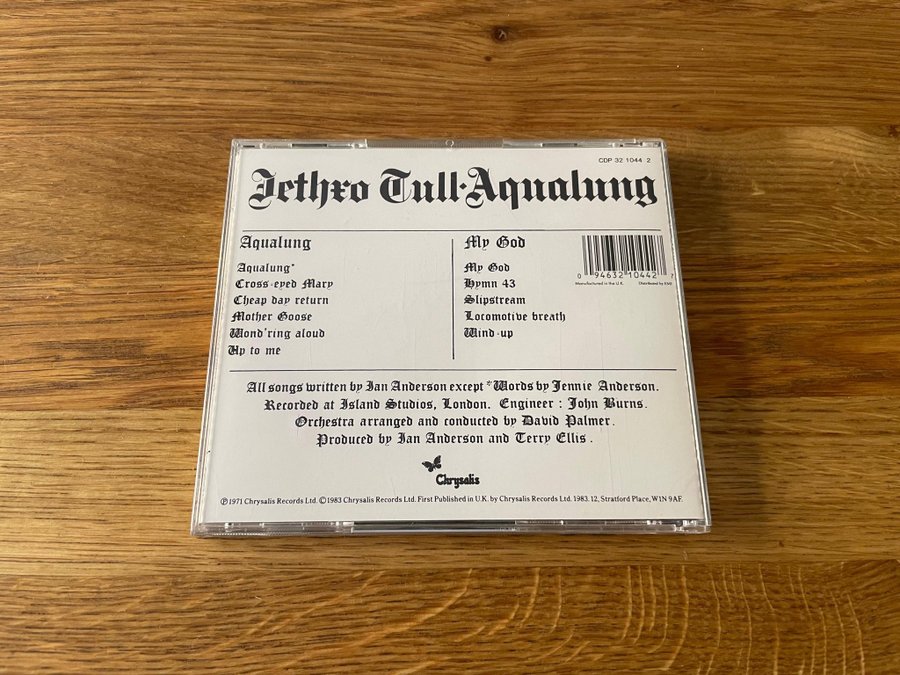 CDP 32 1044 2
Jethro Tull·Aqualung
Aqualung
Aqualung*
Cross-eyed Mary
Cheap day return
Mother Goose
Wond'ring aloud
Up to me
My God
My God
Hymn 43
Slipstream
Locomotive breath
Wind-up
0 94632 10442 7
Manufactured in the U.K. Distributed by EMI
All songs written by Ian Anderson except *Words by Jennie Anderson.
Recorded at Island Studios, London. Engineer : John Burns.
Orchestra arranged and conducted by David Palmer.
Produced by Ian Anderson and Terry Ellis.
Chrysalis
℗1971 Chrysalis Records Ltd. ©1983 Chrysalis Records Ltd. First Published in U.K. by Chrysalis Records Ltd. 1983. 12, Stratford Place, W1N 9AF.